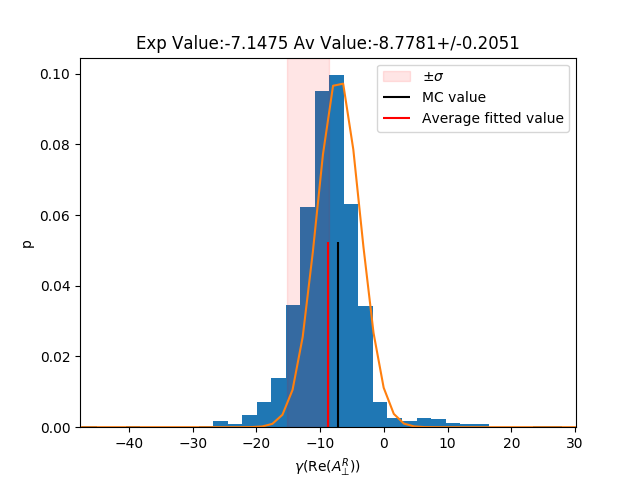 Exp Value:-7.1475 Av Value:-8.7781+/-0.2051
±σ
MC value
Average fitted value
0.10
0.08
0.06
0.04
0.02
0.00
p
−40 −30 −20 −10 0 10 20 30
γ(Re(A_⊥^R))